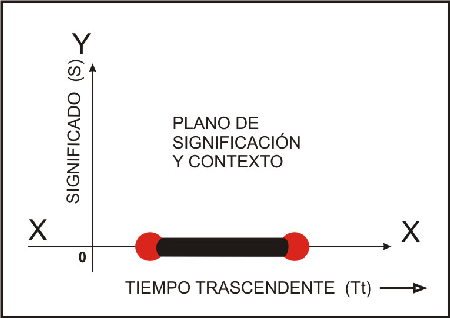 Y
SIGNIFICADO (S)
PLANO DE
SIGNIFICACIÓN
Y CONTEXTO
X
X
0
TIEMPO TRASCENDENTE (Tt)